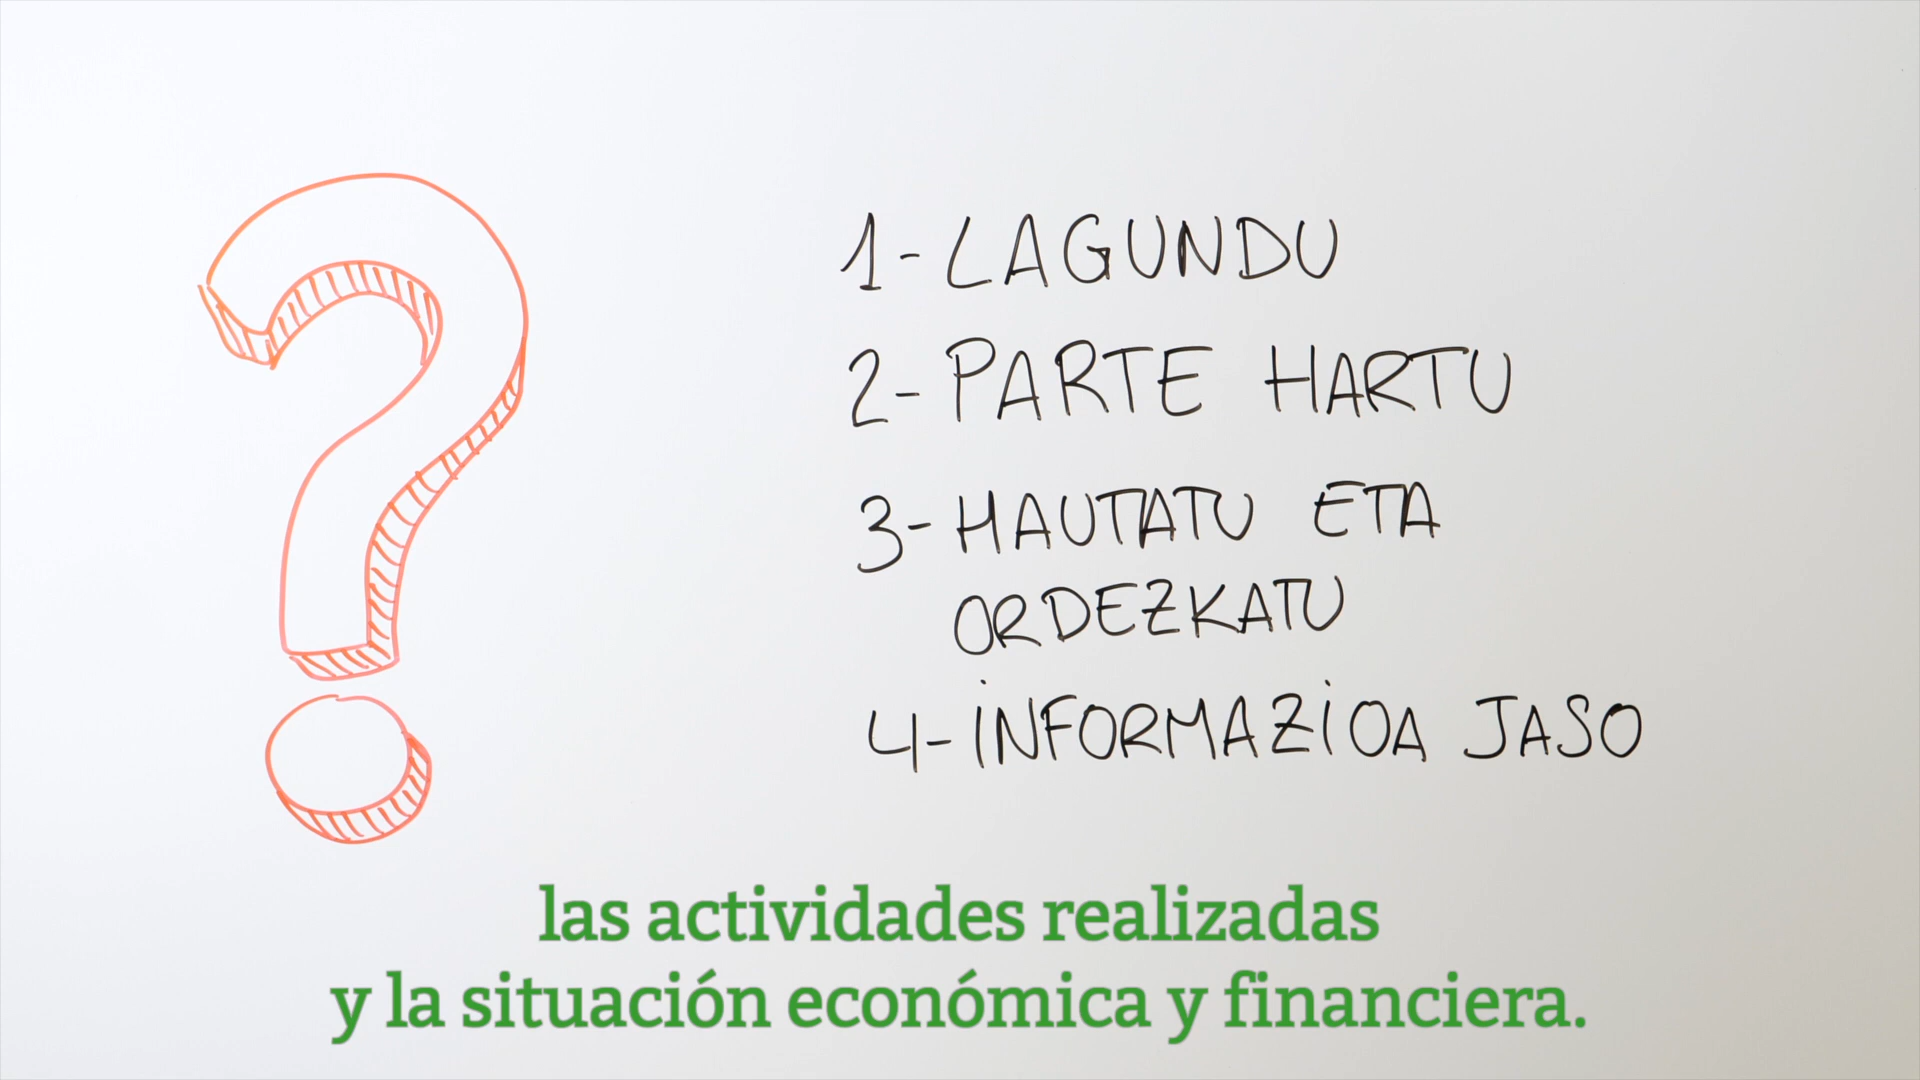 1- LAGUNDU
2- PARTE HARTU
3- HAUTATU ETA
ORDEZKATU
4- iNFORMAZiOA JASO
las actividades realizadas
y la situación económica y financiera.